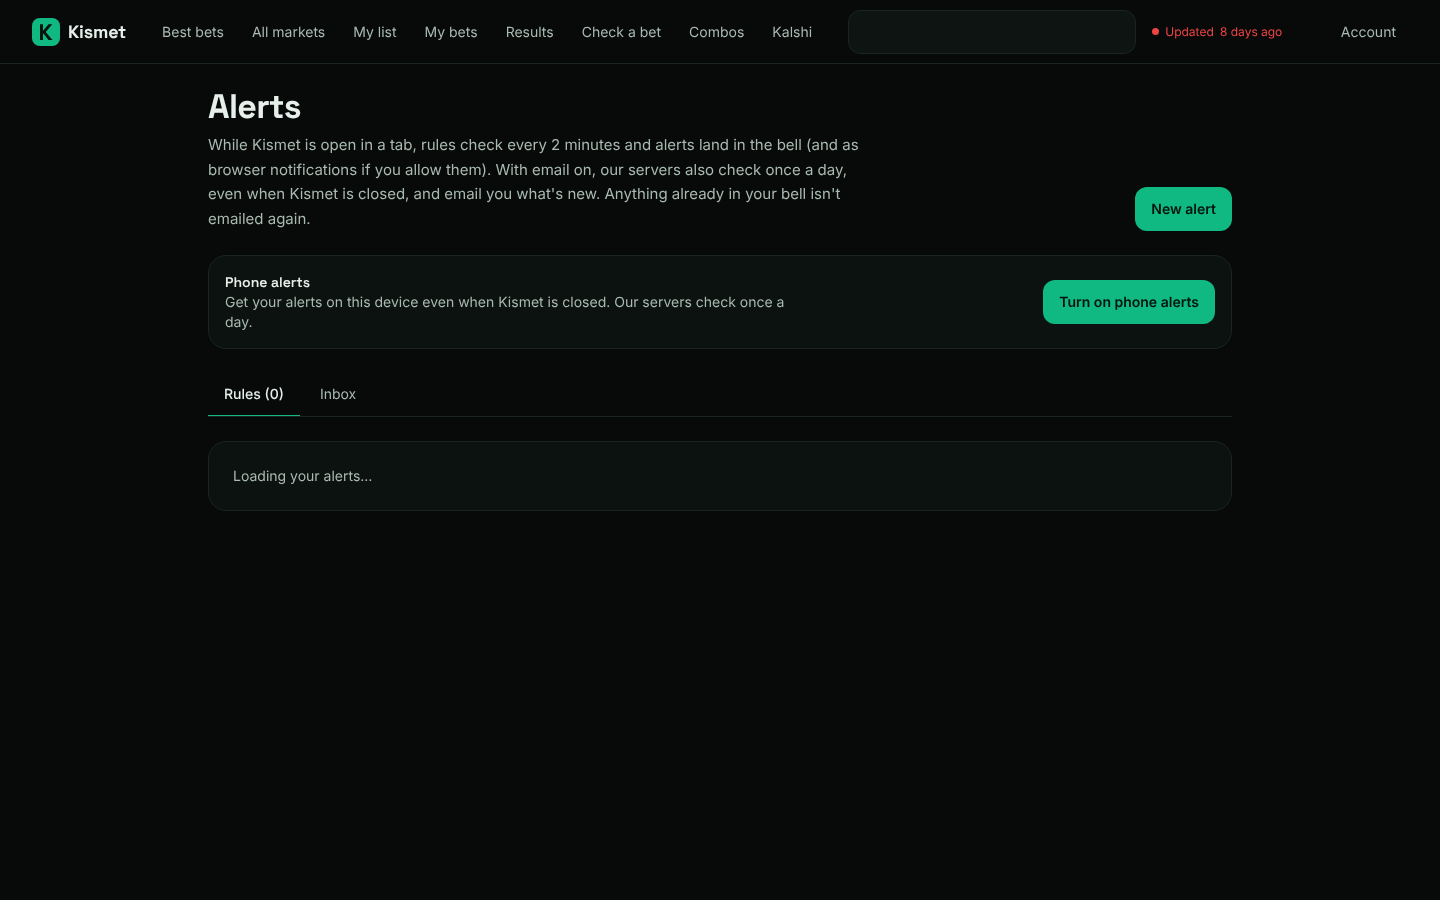 K Kismet Best bets All markets My list My bets Results Check a bet Combos Kalshi Updated 8 days ago Account
Alerts
While Kismet is open in a tab, rules check every 2 minutes and alerts land in the bell (and as
browser notifications if you allow them). With email on, our servers also check once a day,
even when Kismet is closed, and email you what's new. Anything already in your bell isn't
emailed again.
New alert
Phone alerts
Get your alerts on this device even when Kismet is closed. Our servers check once a
day.
Turn on phone alerts
Rules (0) Inbox
Loading your alerts...